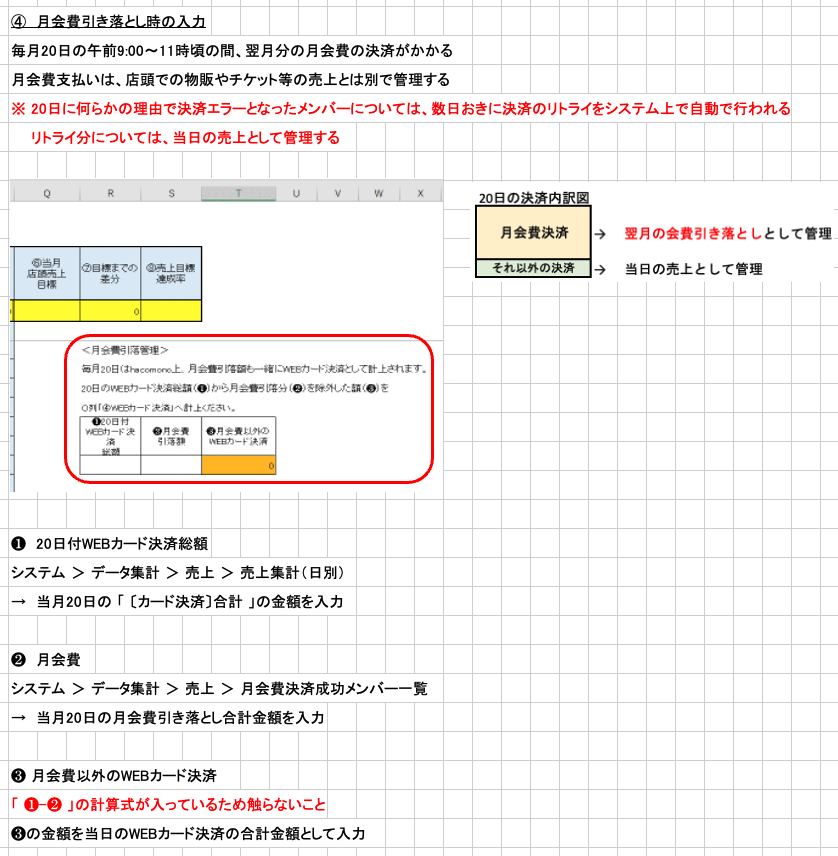 ④　月会費引き落とし時の入力
毎月20日の午前9:00～11時頃の間、翌月分の月会費の決済がかかる
月会費支払いは、店頭での物販やチケット等の売上とは別で管理する
※ 20日に何らかの理由で決済エラーとなったメンバーについては、数日おきに決済のリトライをシステム上で自動で行われる
リトライ分については、当日の売上として管理する
Q R S T U V W X
⑥当月
店頭売上
目標
⑦目標までの
差分
⑧売上目標
達成率
0
＜月会費引落管理＞
毎月20日はhacomono上、月会費引落額も一緒にWEBカード決済として計上されます。
20日のWEBカード決済総額（❶）から月会費引落分（❷）を除外した額（❸）を
O列「④WEBカード決済」へ計上ください。
❶20日付
WEBカード決
済
総額
❷月会費
引落額
❸月会費以外の
WEBカード決済
0
20日の決済内訳図
月会費決済 → 翌月の会費引き落としとして管理
それ以外の決済 → 当日の売上として管理
❶　20日付WEBカード決済総額
システム ＞ データ集計 ＞ 売上 ＞ 売上集計（日別）
→　当月20日の「 〔カード決済〕合計 」の金額を入力
❷　月会費
システム ＞ データ集計 ＞ 売上 ＞ 月会費決済成功メンバー一覧
→　当月20日の月会費引き落とし合計金額を入力
❸ 月会費以外のWEBカード決済
「 ❶-❷ 」の計算式が入っているため触らないこと
❸の金額を当日のWEBカード決済の合計金額として入力